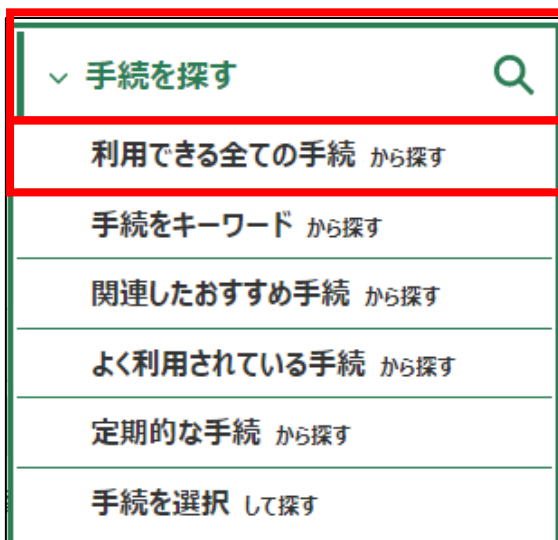 手続を探す
利用できる全ての手続 から探す
手続をキーワード から探す
関連したおすすめ手続 から探す
よく利用されている手続 から探す
定期的な手続 から探す
手続を選択 して探す